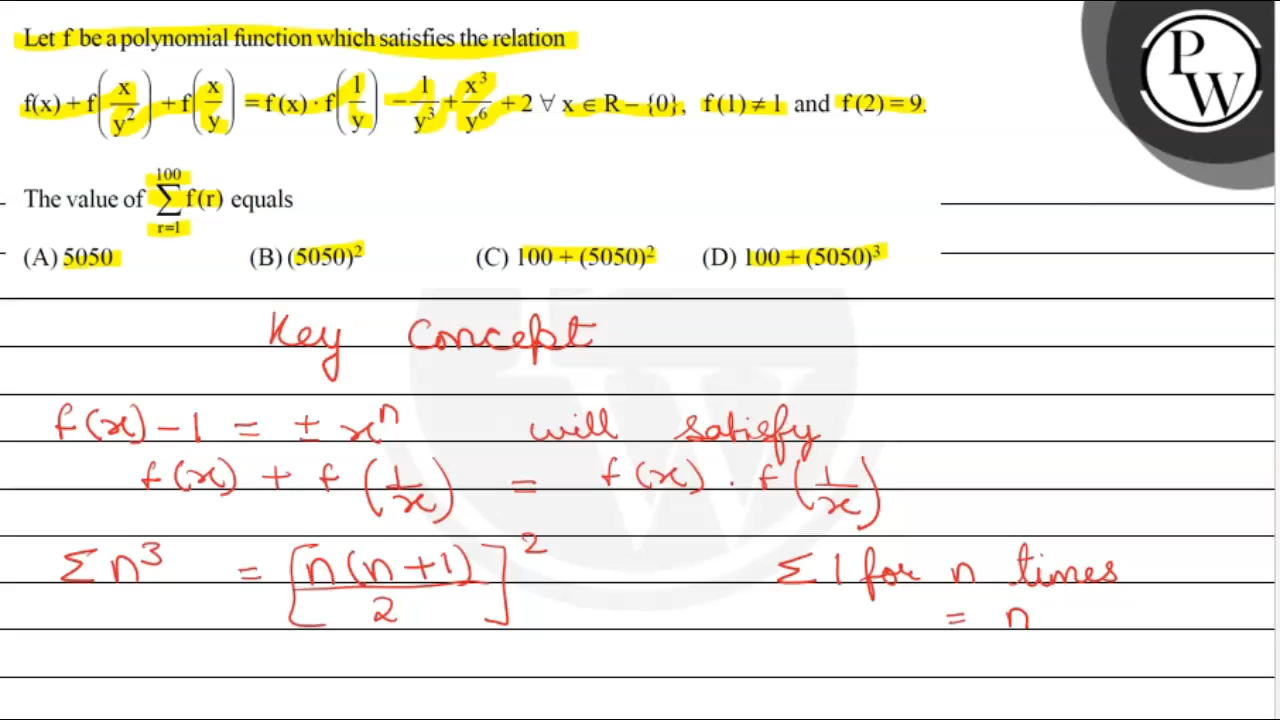 Let f be a polynomial function which satisfies the relation
f(x) + f(x/y²) + f(x/y) = f(x) · f(1/y) − 1/y³ + x³/y⁶ + 2 ∀ x ∈ R − {0}, f(1) ≠ 1 and f(2) = 9.
The value of ∑_{r=1}^{100} f(r) equals
(A) 5050 (B) (5050)² (C) 100 + (5050)² (D) 100 + (5050)³
Key Concept
f(x) − 1 = ± xⁿ will satisfy
f(x) + f(1/x) = f(x) . f(1/x)
Σ n³ = [n(n+1)/2]² Σ 1 for n times
= n
PW